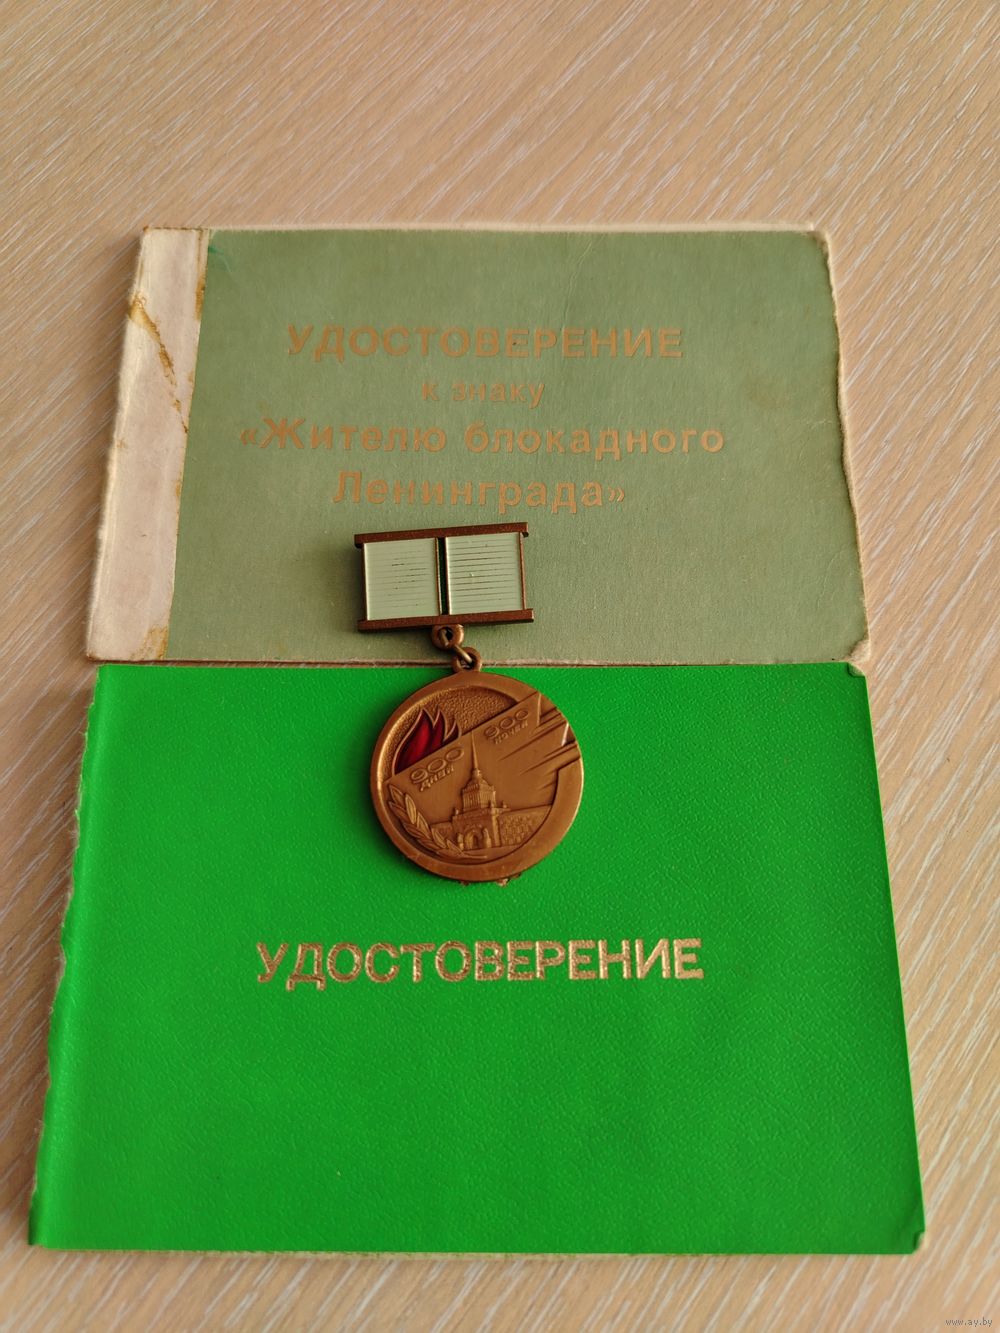 УДОСТОВЕРЕНИЕ
к знаку
«Жителю блокадного
Ленинграда»
900 900
дней ночей
УДОСТОВЕРЕНИЕ
www.ay.by